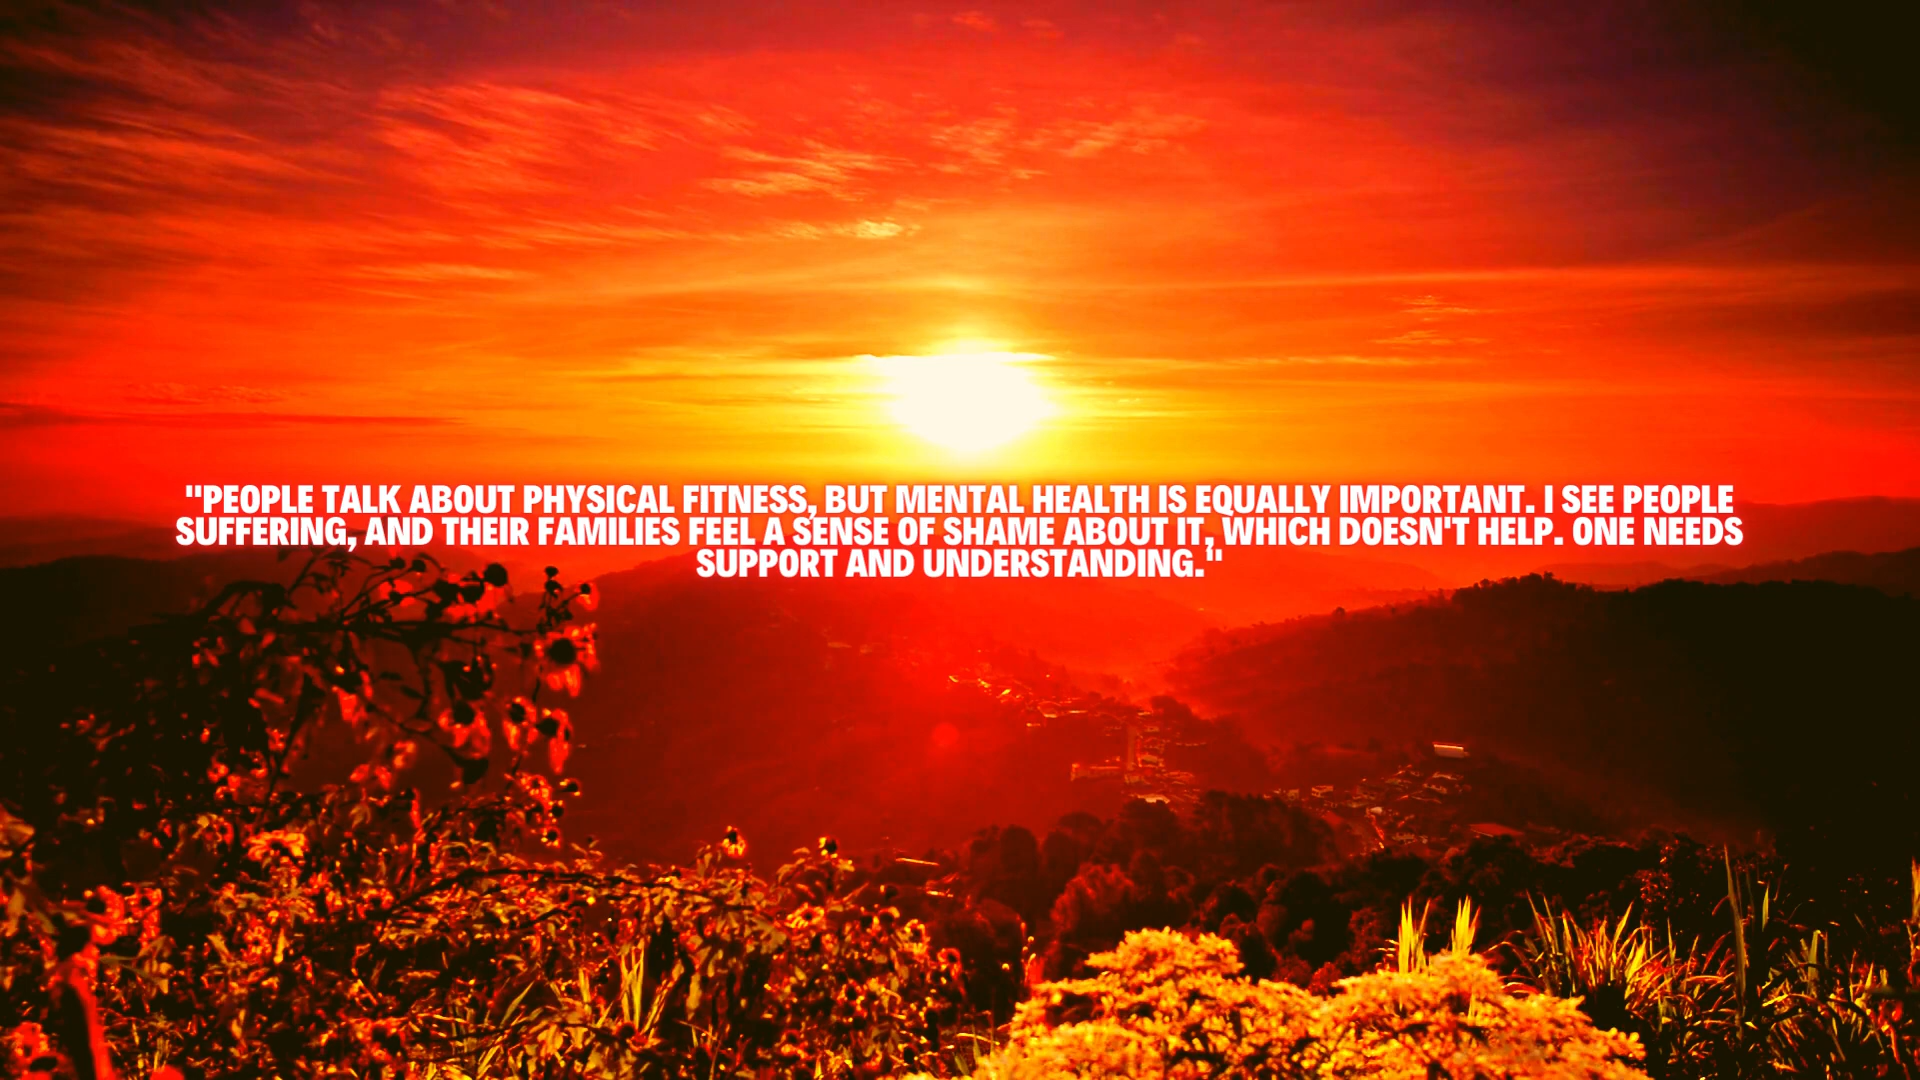 "PEOPLE TALK ABOUT PHYSICAL FITNESS, BUT MENTAL HEALTH IS EQUALLY IMPORTANT. I SEE PEOPLE
SUFFERING, AND THEIR FAMILIES FEEL A SENSE OF SHAME ABOUT IT, WHICH DOESN'T HELP. ONE NEEDS
SUPPORT AND UNDERSTANDING."